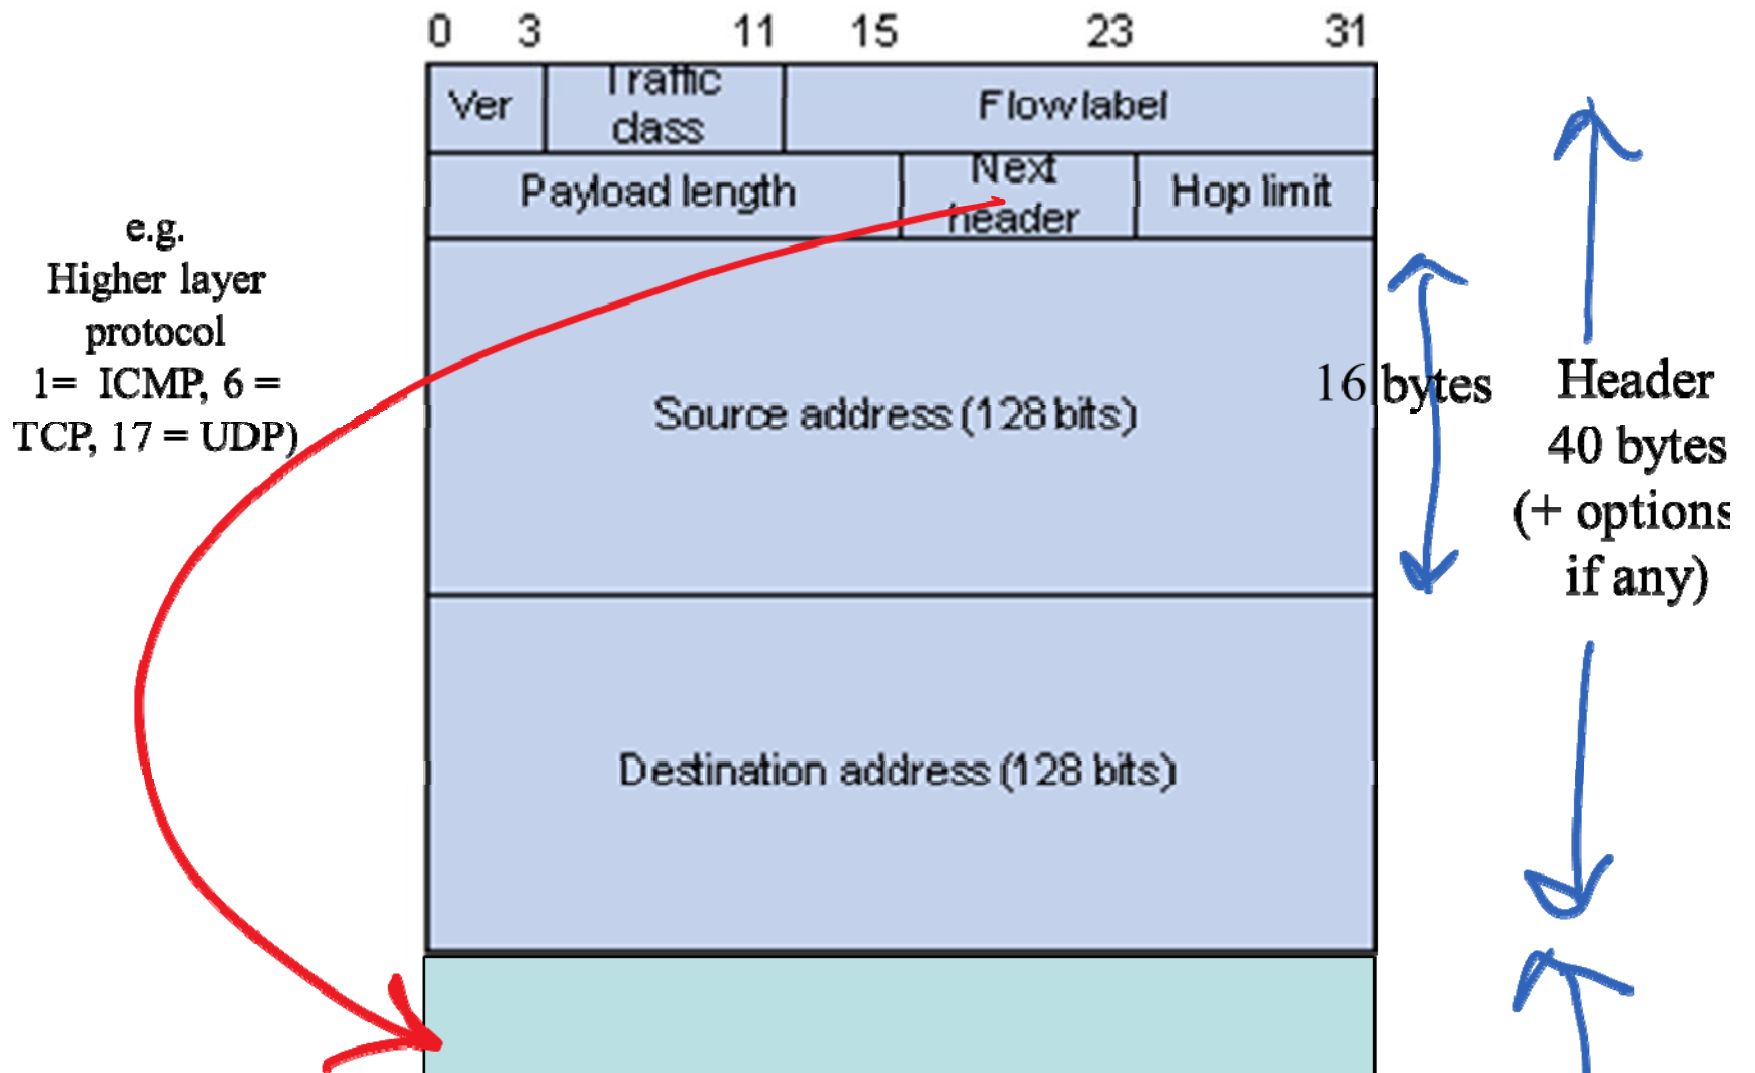 0 3 11 15 23 31
Ver
Traffic
class
Flow label
Payload length
Next
header
Hop limit
e.g.
Higher layer
protocol
1= ICMP, 6 =
TCP, 17 = UDP)
Source address (128 bits)
16 bytes
Header
40 bytes
(+ options
if any)
Destination address (128 bits)